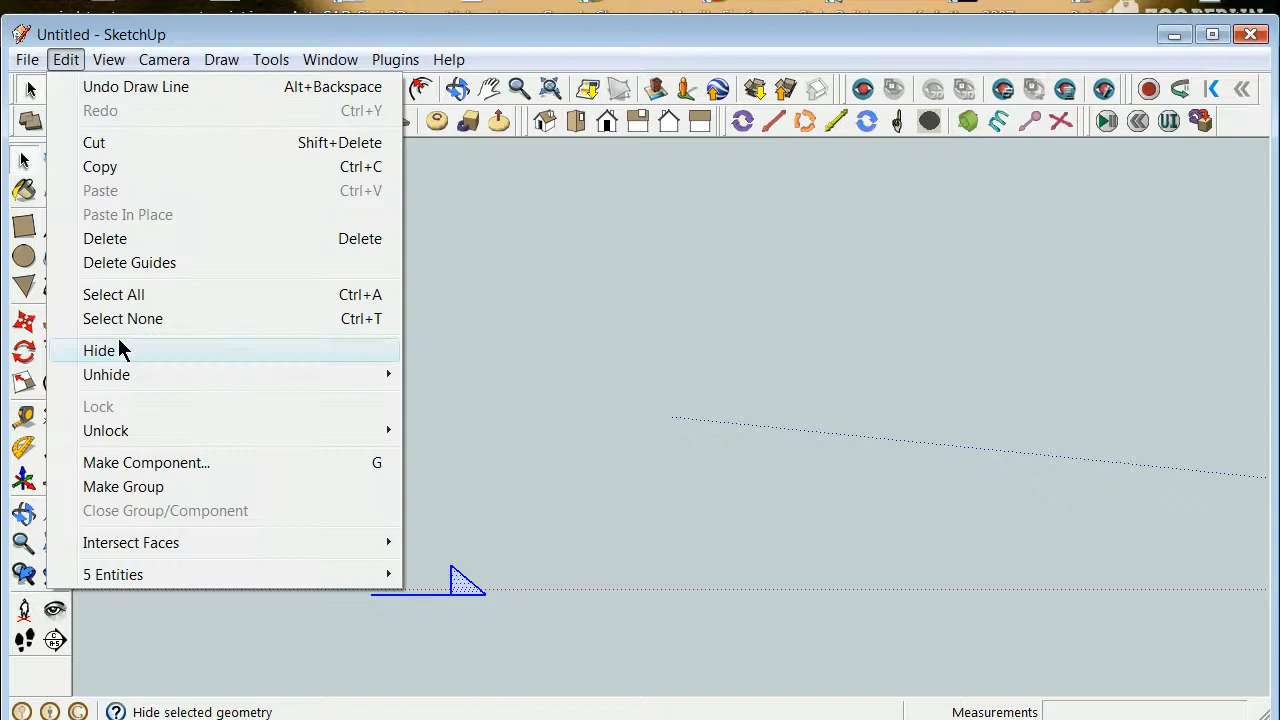 Untitled - SketchUp
File Edit View Camera Draw Tools Window Plugins Help
Undo Draw Line Alt+Backspace
Redo Ctrl+Y
Cut Shift+Delete
Copy Ctrl+C
Paste Ctrl+V
Paste In Place
Delete Delete
Delete Guides
Select All Ctrl+A
Select None Ctrl+T
Hide
Unhide
Lock
Unlock
Make Component... G
Make Group
Close Group/Component
Intersect Faces
5 Entities
Hide selected geometry Measurements